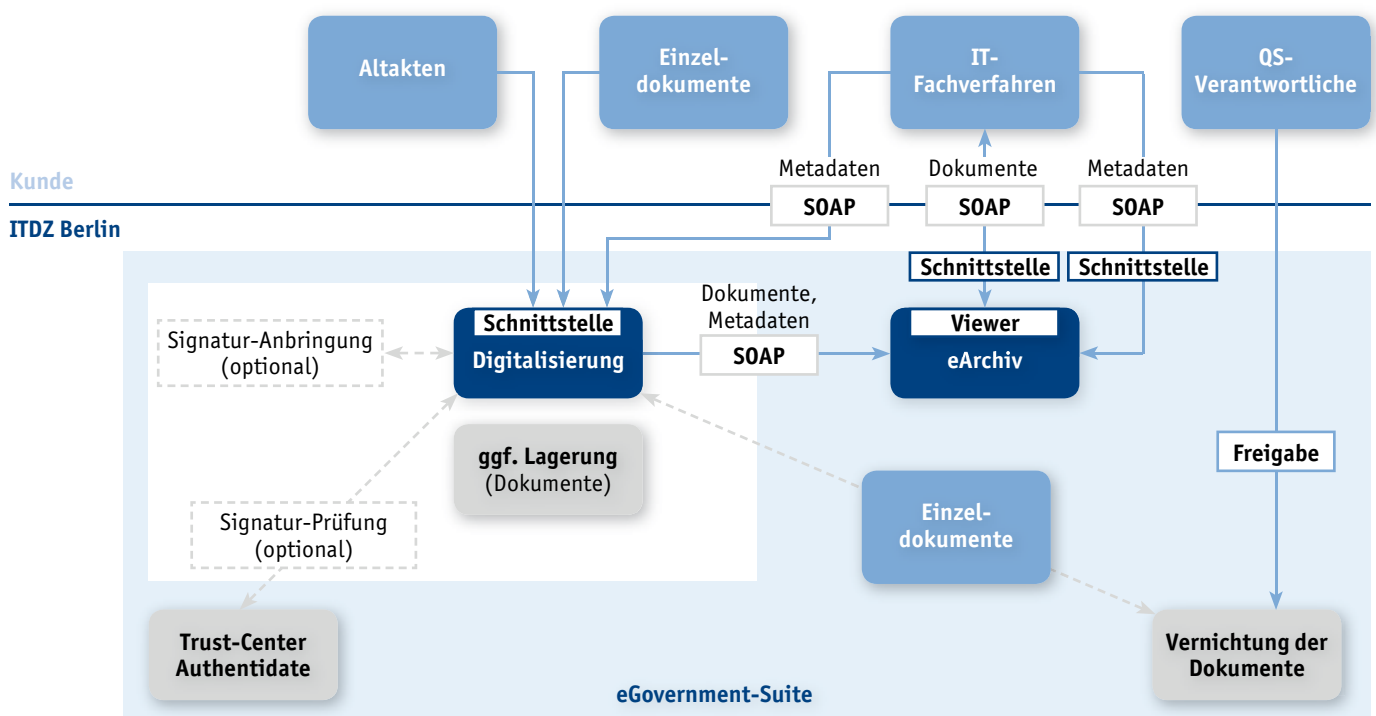 Altakten
Einzel-
dokumente
IT-
Fachverfahren
QS-
Verantwortliche
Metadaten
Dokumente
Metadaten
Kunde
SOAP
SOAP
SOAP
ITDZ Berlin
Schnittstelle
Schnittstelle
Dokumente,
Metadaten
Signatur-Anbringung
(optional)
Schnittstelle
Digitalisierung
SOAP
Viewer
eArchiv
ggf. Lagerung
(Dokumente)
Freigabe
Signatur-Prüfung
(optional)
Einzel-
dokumente
Trust-Center
Authentidate
Vernichtung der
Dokumente
eGovernment-Suite